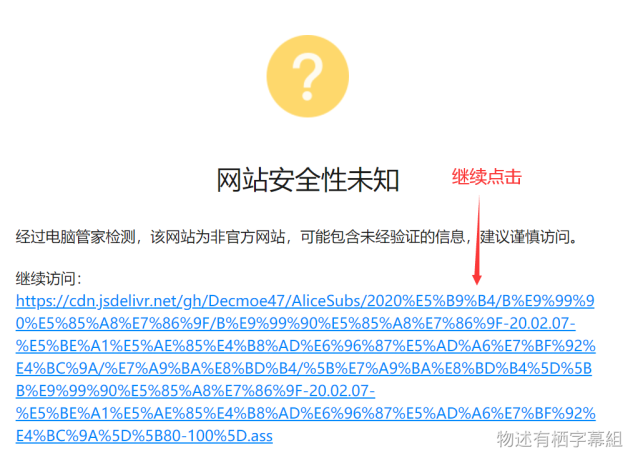 ?
网站安全性未知
继续点击
经过电脑管家检测，该网站为非官方网站，可能包含未经验证的信息，建议谨慎访问。
继续访问：
https://cdn.jsdelivr.net/gh/Decmoe47/AliceSubs/2020%E5%B9%B4/B%E9%99%9
0%E5%85%A8%E7%86%9F/B%E9%99%90%E5%85%A8%E7%86%9F-20.02.07-
%E5%BE%A1%E5%AE%85%E4%B8%AD%E6%96%87%E5%AD%A6%E7%BF%92%
E4%BC%9A/%E7%A9%BA%E8%BD%B4/%5B%E7%A9%BA%E8%BD%B4%5D%5B
B%E9%99%90%E5%85%A8%E7%86%9F-20.02.07-
%E5%BE%A1%E5%AE%85%E4%B8%AD%E6%96%87%E5%AD%A6%E7%BF%92%
E4%BC%9A%5D%5B80-100%5D.ass
物述有栖字幕組